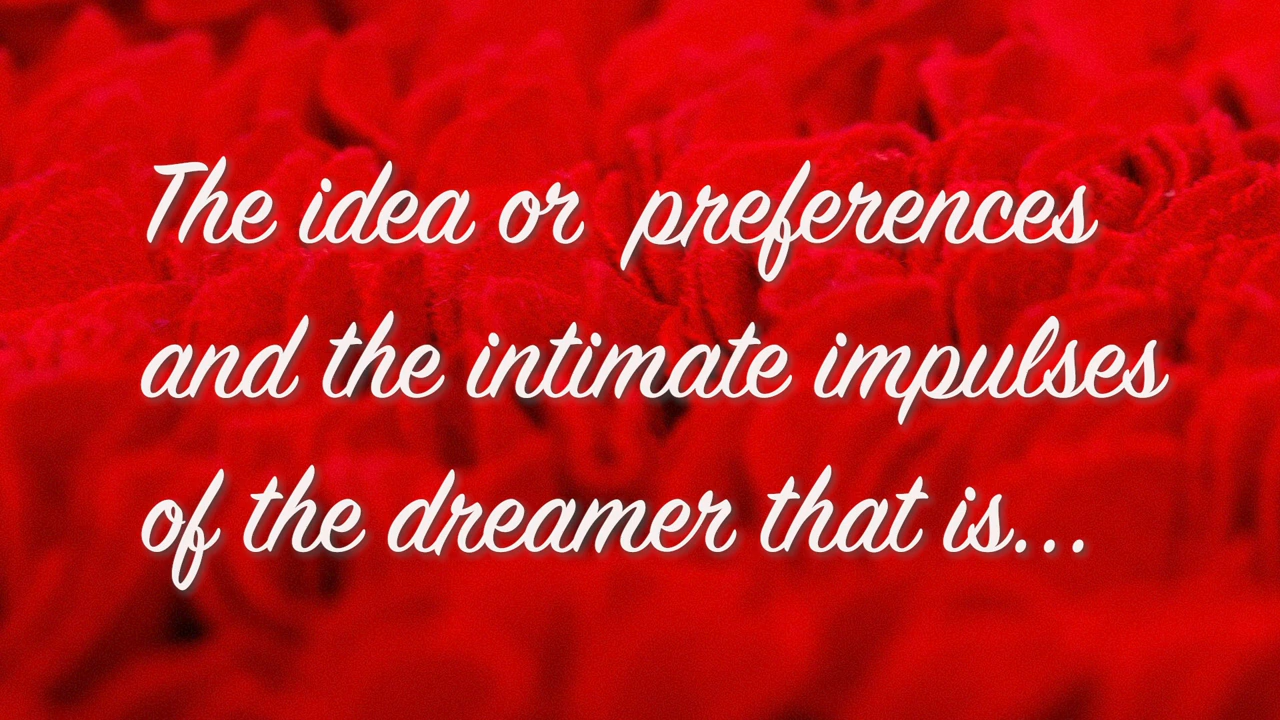 The idea or preferences
and the intimate impulses
of the dreamer that is...